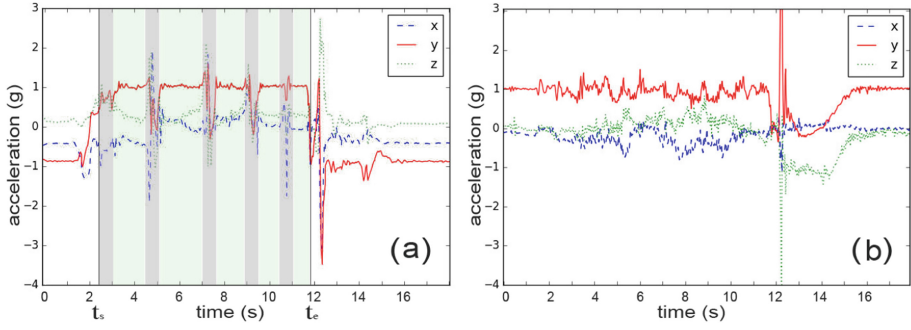 3
2
1
0
-1
-2
-3
-4
acceleration (g)
x
y
z
(a)
0 2 4 6 8 10 12 14 16
time (s)
ts te
3
2
1
0
-1
-2
-3
-4
acceleration (g)
x
y
z
(b)
0 2 4 6 8 10 12 14 16
time (s)